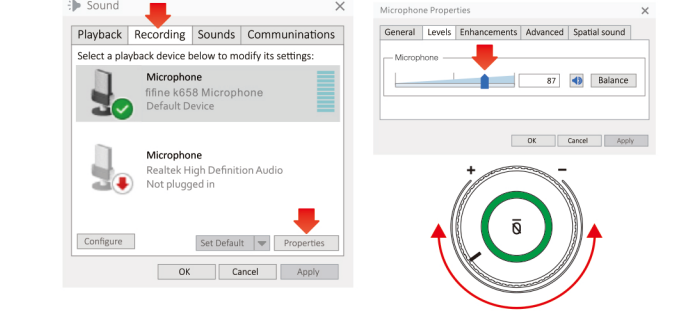 Sound
Playback Recording Sounds Communinations
Select a playback device below to modify its settings:
Microphone
fifine k658 Microphone
Default Device
Microphone
Realtek High Definition Audio
Not plugged in
Configure Set Default Properties
OK Cancel Apply
Microphone Properties
General Levels Enhancements Advanced Spatial sound
Microphone
87 Balance
OK Cancel Apply
+ −